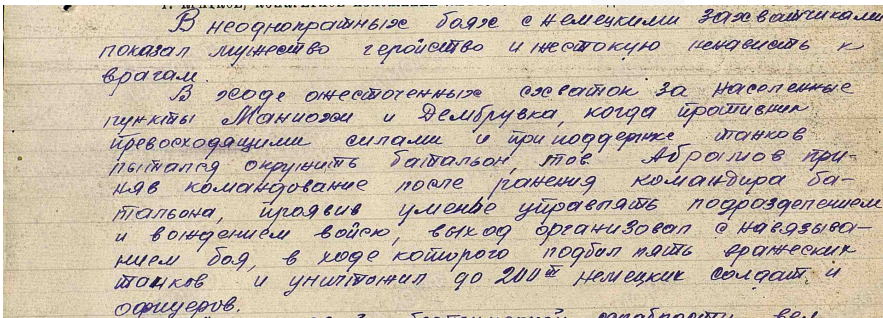 В неоднократных боях с немецкими захватчиками
показал мужество геройство и жестокую ненависть к
врагам.
В ходе ожесточенных схваток за населенные
пункты Маниохи и Дембрувка, когда противник
превосходящими силами и при поддержке танков
пытался окружить батальон, тов Абрамов при-
няв командование после ранения командира ба-
тальона, проявив умение управлять подразделением
и вождением войск, выход организовал с навязыва-
нием боя, в ходе которого подбил пять вражеских
танков и уничтожил до 200 немецких солдат и
офицеров.